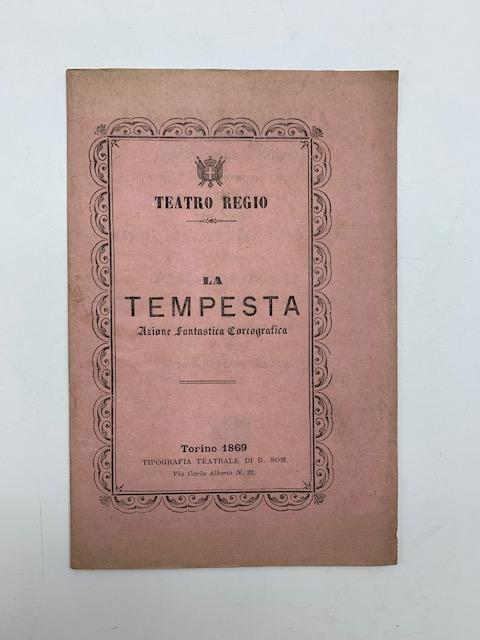 TEATRO REGIO
LA
TEMPESTA
Azione Fantastica Coreografica
Torino 1869
TIPOGRAFIA TEATRALE DI B. SOM
Via Carlo Alberto N. 22.